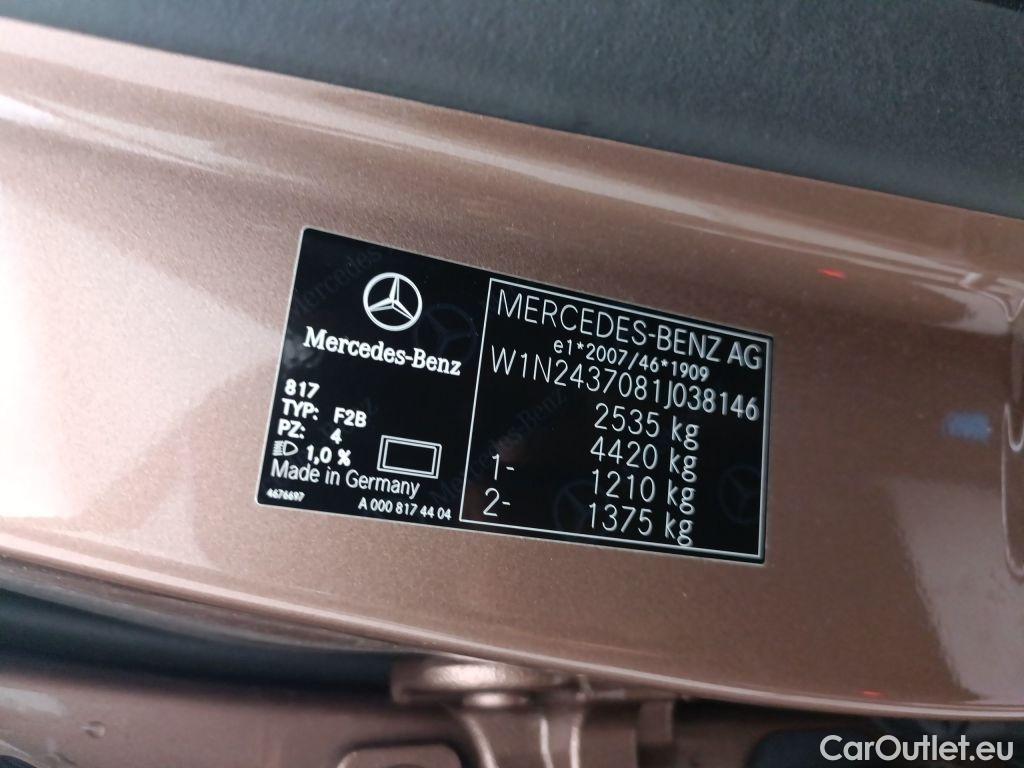 Mercedes-Benz
817
TYP: F2B
PZ: 4
1,0 %
Made in Germany
4676697
A 000 817 44 04
MERCEDES-BENZ AG
e1*2007/46*1909
W1N2437081J038146
2535 kg
4420 kg
1- 1210 kg
2- 1375 kg
CarOutlet.eu